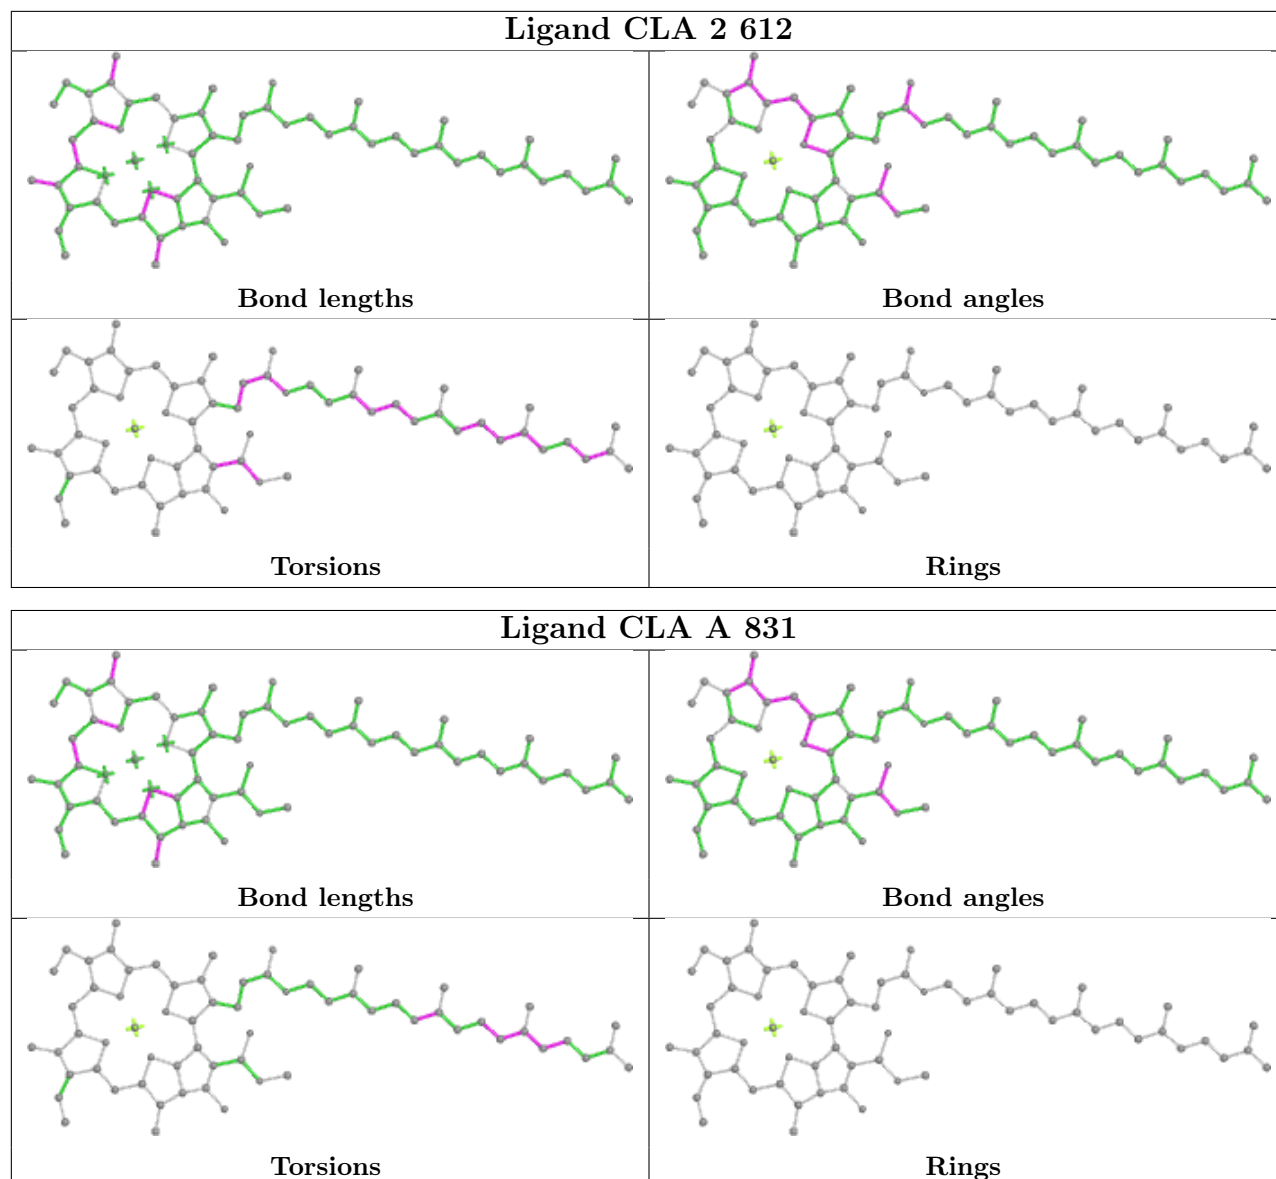 Ligand CLA 2 612
Bond lengths
Bond angles
Torsions
Rings
Ligand CLA A 831
Bond lengths
Bond angles
Torsions
Rings